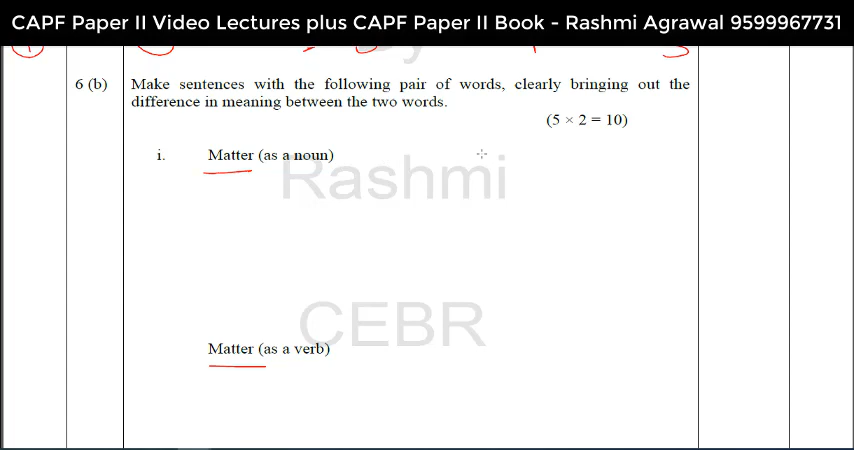 CAPF Paper II Video Lectures plus CAPF Paper II Book - Rashmi Agrawal 9599967731
6 (b) Make sentences with the following pair of words, clearly bringing out the
difference in meaning between the two words.
(5 × 2 = 10)
i. Matter (as a noun)
Rashmi
CEBR
Matter (as a verb)